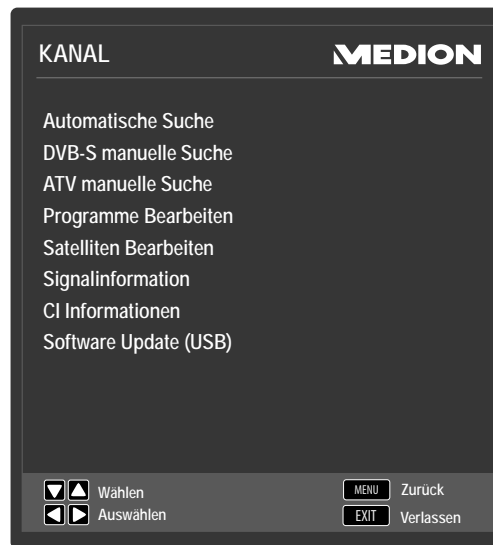 KANAL MEDION
Automatische Suche
DVB-S manuelle Suche
ATV manuelle Suche
Programme Bearbeiten
Satelliten Bearbeiten
Signalinformation
CI Informationen
Software Update (USB)
Wählen MENU Zurück
Auswählen EXIT Verlassen